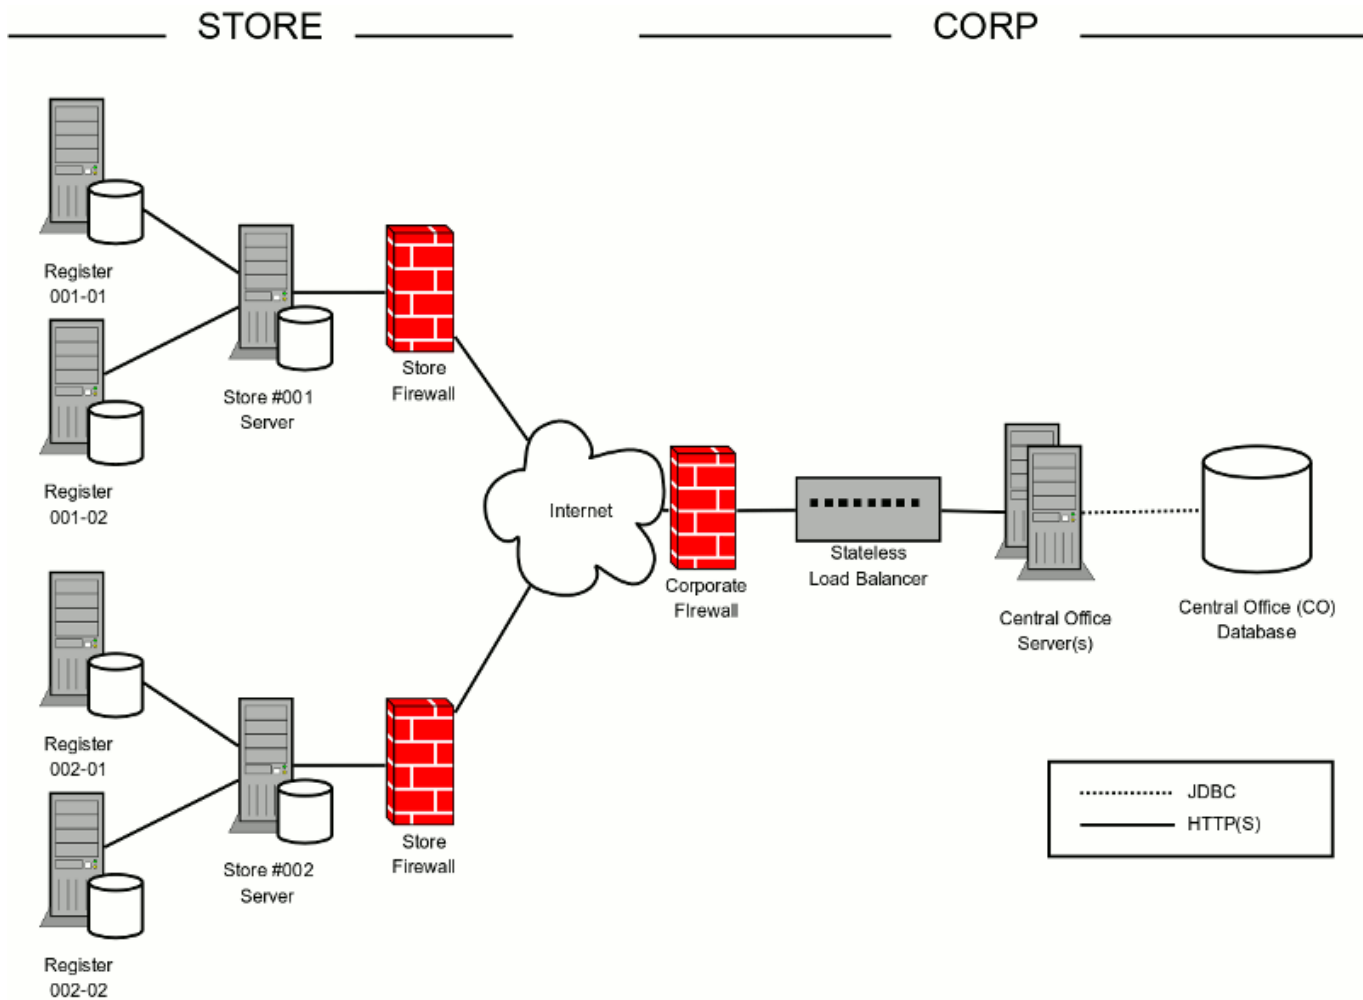 STORE
CORP
Register
001-01
Register
001-02
Store #001
Server
Store
Firewall
Internet
Corporate
FIrewall
Stateless
Load Balancer
Central Office
Server(s)
Central Office (CO)
Database
Register
002-01
Register
002-02
Store #002
Server
Store
Firewall
JDBC
HTTP(S)